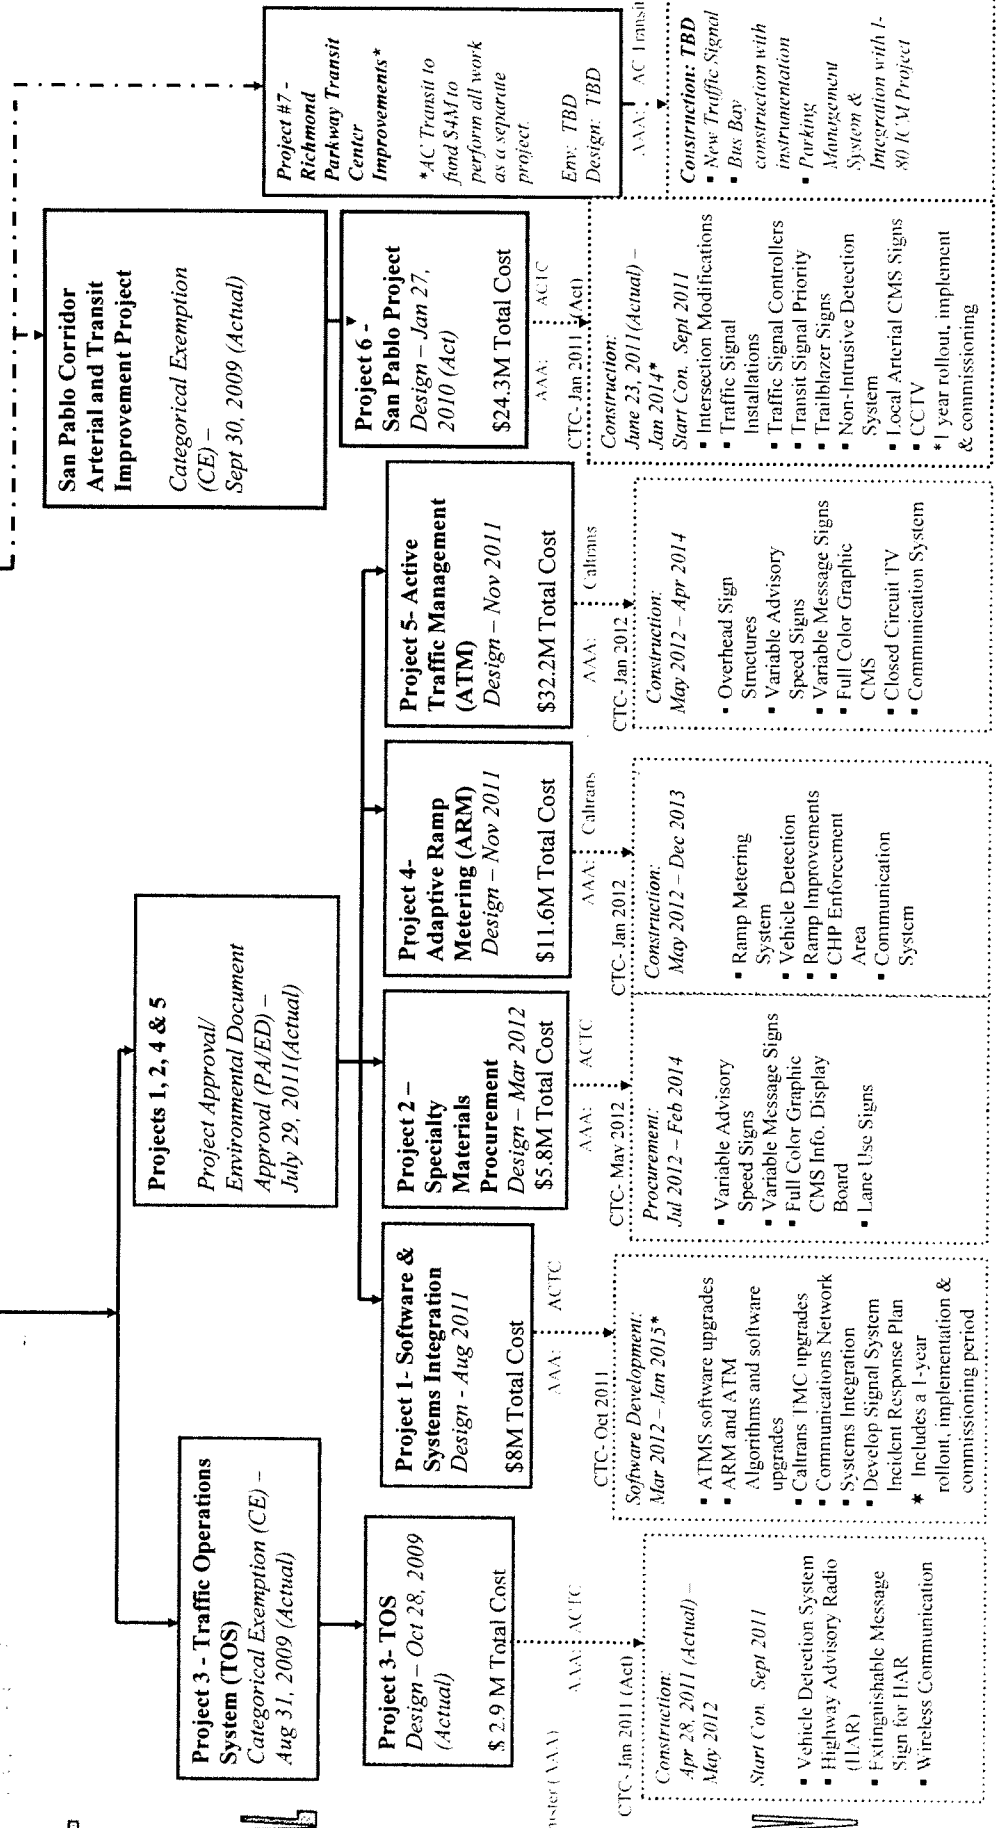 Project 3 - Traffic Operations
System (TOS)
Categorical Exemption (CE) –
Aug 31, 2009 (Actual)
Projects 1, 2, 4 & 5
Project Approval/
Environmental Document
Approval (PA/ED) –
July 29, 2011(Actual)
San Pablo Corridor
Arterial and Transit
Improvement Project
Categorical Exemption
(CE) –
Sept 30, 2009 (Actual)
Project #7 -
Richmond
Parkway Transit
Center
Improvements*
*AC Transit to
fund $4M to
perform all work
as a separate
project.
Env: TBD
Design: TBD
Project 3- TOS
Design – Oct 28, 2009
(Actual)
$ 2.9 M Total Cost
Project 1- Software &
Systems Integration
Design - Aug 2011
$8M Total Cost
Project 2 –
Specialty
Materials
Procurement
Design – Mar 2012
$5.8M Total Cost
Project 4-
Adaptive Ramp
Metering (ARM)
Design – Nov 2011
$11.6M Total Cost
Project 5- Active
Traffic Management
(ATM)
Design – Nov 2011
$32.2M Total Cost
Project 6 -
San Pablo Project
Design – Jan 27,
2010 (Act)
$24.3M Total Cost
(AAA)
AAA: ACTC
CTC- Jan 2011 (Act)
Construction:
Apr 28, 2011 (Actual) –
May 2012
Start Con. Sept 2011
▪ Vehicle Detection System
▪ Highway Advisory Radio
(HAR)
▪ Extinguishable Message
Sign for HAR
▪ Wireless Communication
AAA: ACTC
CTC- Oct 2011
Software Development:
Mar 2012 – Jan 2015*
▪ ATMS software upgrades
▪ ARM and ATM
Algorithms and software
upgrades
▪ Caltrans TMC upgrades
▪ Communications Network
▪ Systems Integration
▪ Develop Signal System
Incident Response Plan
* Includes a 1-year
rollout, implementation &
commissioning period
AAA: ACTC
CTC- May 2012
Procurement:
Jul 2012 – Feb 2014
▪ Variable Advisory
Speed Signs
▪ Variable Message Signs
▪ Full Color Graphic
CMS Info. Display
Board
▪ Lane Use Signs
AAA: Caltrans
CTC- Jan 2012
Construction:
May 2012 – Dec 2013
▪ Ramp Metering
System
▪ Vehicle Detection
▪ Ramp Improvements
▪ CHP Enforcement
Area
▪ Communication
System
AAA: Caltrans
CTC- Jan 2012
Construction:
May 2012 – Apr 2014
▪ Overhead Sign
Structures
▪ Variable Advisory
Speed Signs
▪ Variable Message Signs
▪ Full Color Graphic
CMS
▪ Closed Circuit TV
▪ Communication System
AAA: ACTC
CTC- Jan 2011 (Act)
Construction:
June 23, 2011(Actual) –
Jan 2014*
Start Con. Sept 2011
▪ Intersection Modifications
▪ Traffic Signal
Installations
▪ Traffic Signal Controllers
▪ Transit Signal Priority
▪ Trailblazer Signs
▪ Non-Intrusive Detection
System
▪ Local Arterial CMS Signs
▪ CCTV
*1 year rollout, implement
& commissioning
AAA: AC Transit
Construction: TBD
▪ New Traffic Signal
▪ Bus Bay
construction with
instrumentation
▪ Parking
Management
System &
Integration with I-
80 ICM Project